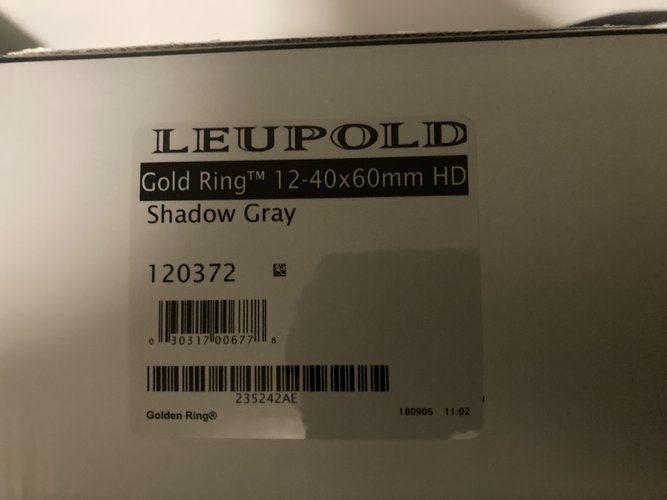 LEUPOLD
Gold Ring™ 12-40x60mm HD
Shadow Gray
120372
0 30317 00677 8
235242AE
Golden Ring® 180906 11:02